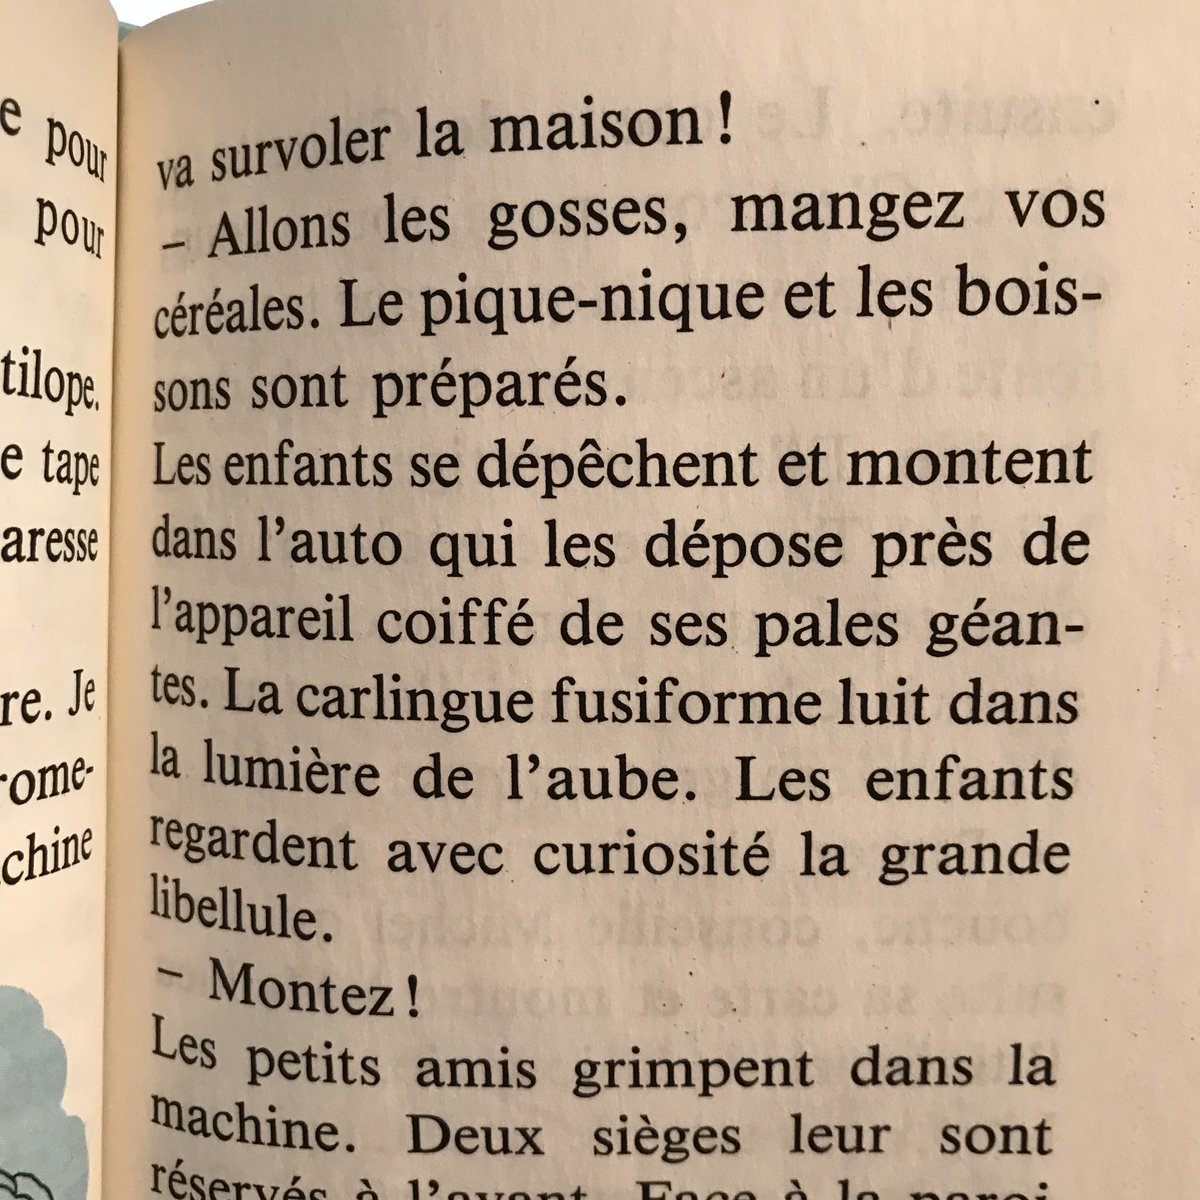 e pour
pour
tilope.
e tape
aresse
re. Je
rome-
chine
va survoler la maison !
– Allons les gosses, mangez vos
céréales. Le pique-nique et les bois-
sons sont préparés.
Les enfants se dépêchent et montent
dans l’auto qui les dépose près de
l’appareil coiffé de ses pales géan-
tes. La carlingue fusiforme luit dans
la lumière de l’aube. Les enfants
regardent avec curiosité la grande
libellule.
– Montez !
Les petits amis grimpent dans la
machine. Deux sièges leur sont
réservés à l’avant. Face à la paroi